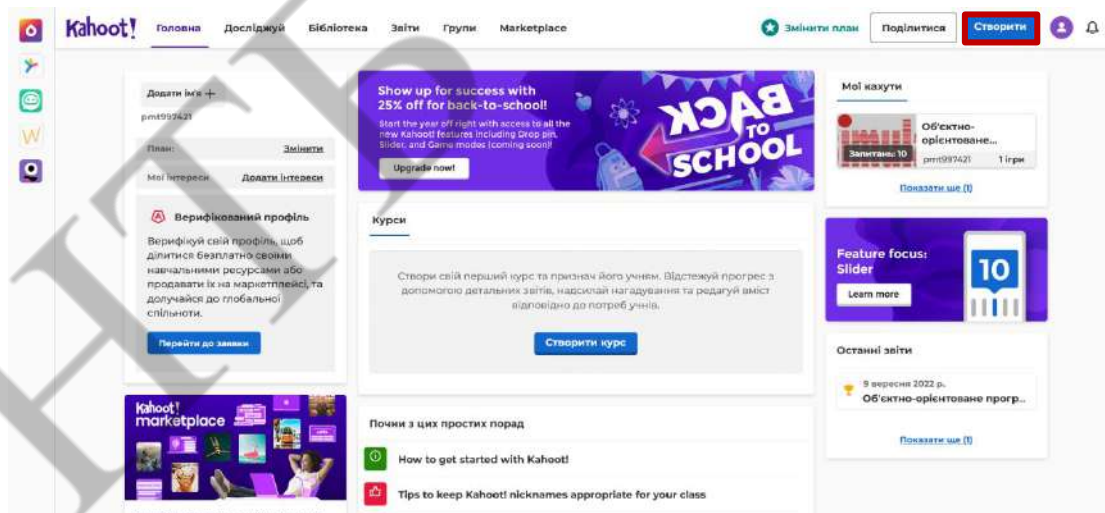 Kahoot!
Головна
Досліджуй
Бібліотека
Звіти
Групи
Marketplace
Змінити план
Поділитися
Створити
Додати ім'я +
pmt997421
План:
Змінити
Мої інтереси
Додати інтереси
Верифікований профіль
Верифікуй свій профіль, щоб
ділитися безплатно своїми
навчальними ресурсами або
продавати їх на маркетплейсі, та
долучайся до глобальної
спільноти.
Перейти до заявки
Kahoot!
marketplace
Show up for success with
25% off for back-to-school!
Start the year off right with access to all the
new Kahoot! features including Drop pin,
Slider, and Game modes (coming soon)!
Upgrade now!
BACK
TO
SCHOOL
Курси
Створи свій перший курс та признач його учням. Відстежуй прогрес з
допомогою детальних звітів, надсилай нагадування та редагуй вміст
відповідно до потреб учнів.
Створити курс
Почни з цих простих порад
How to get started with Kahoot!
Tips to keep Kahoot! nicknames appropriate for your class
Мої кахути
Запитань: 10
Об'єктно-
орієнтоване...
pmt997421
1 ігри
Показати ще (1)
Feature focus:
Slider
Learn more
10
Останні звіти
9 вересня 2022 р.
Об'єктно-орієнтоване прогр...
Показати ще (1)